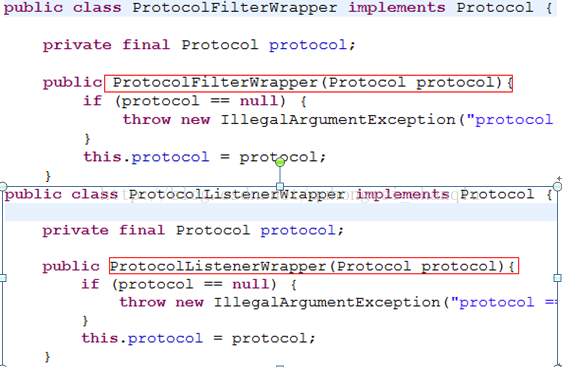 public class ProtocolFilterWrapper implements Protocol {
private final Protocol protocol;
public ProtocolFilterWrapper(Protocol protocol){
if (protocol == null) {
throw new IllegalArgumentException("protocol
}
this.protocol = protocol;
}
public class ProtocolListenerWrapper implements Protocol {
private final Protocol protocol;
public ProtocolListenerWrapper(Protocol protocol){
if (protocol == null) {
throw new IllegalArgumentException("protocol ==
}
this.protocol = protocol;
}